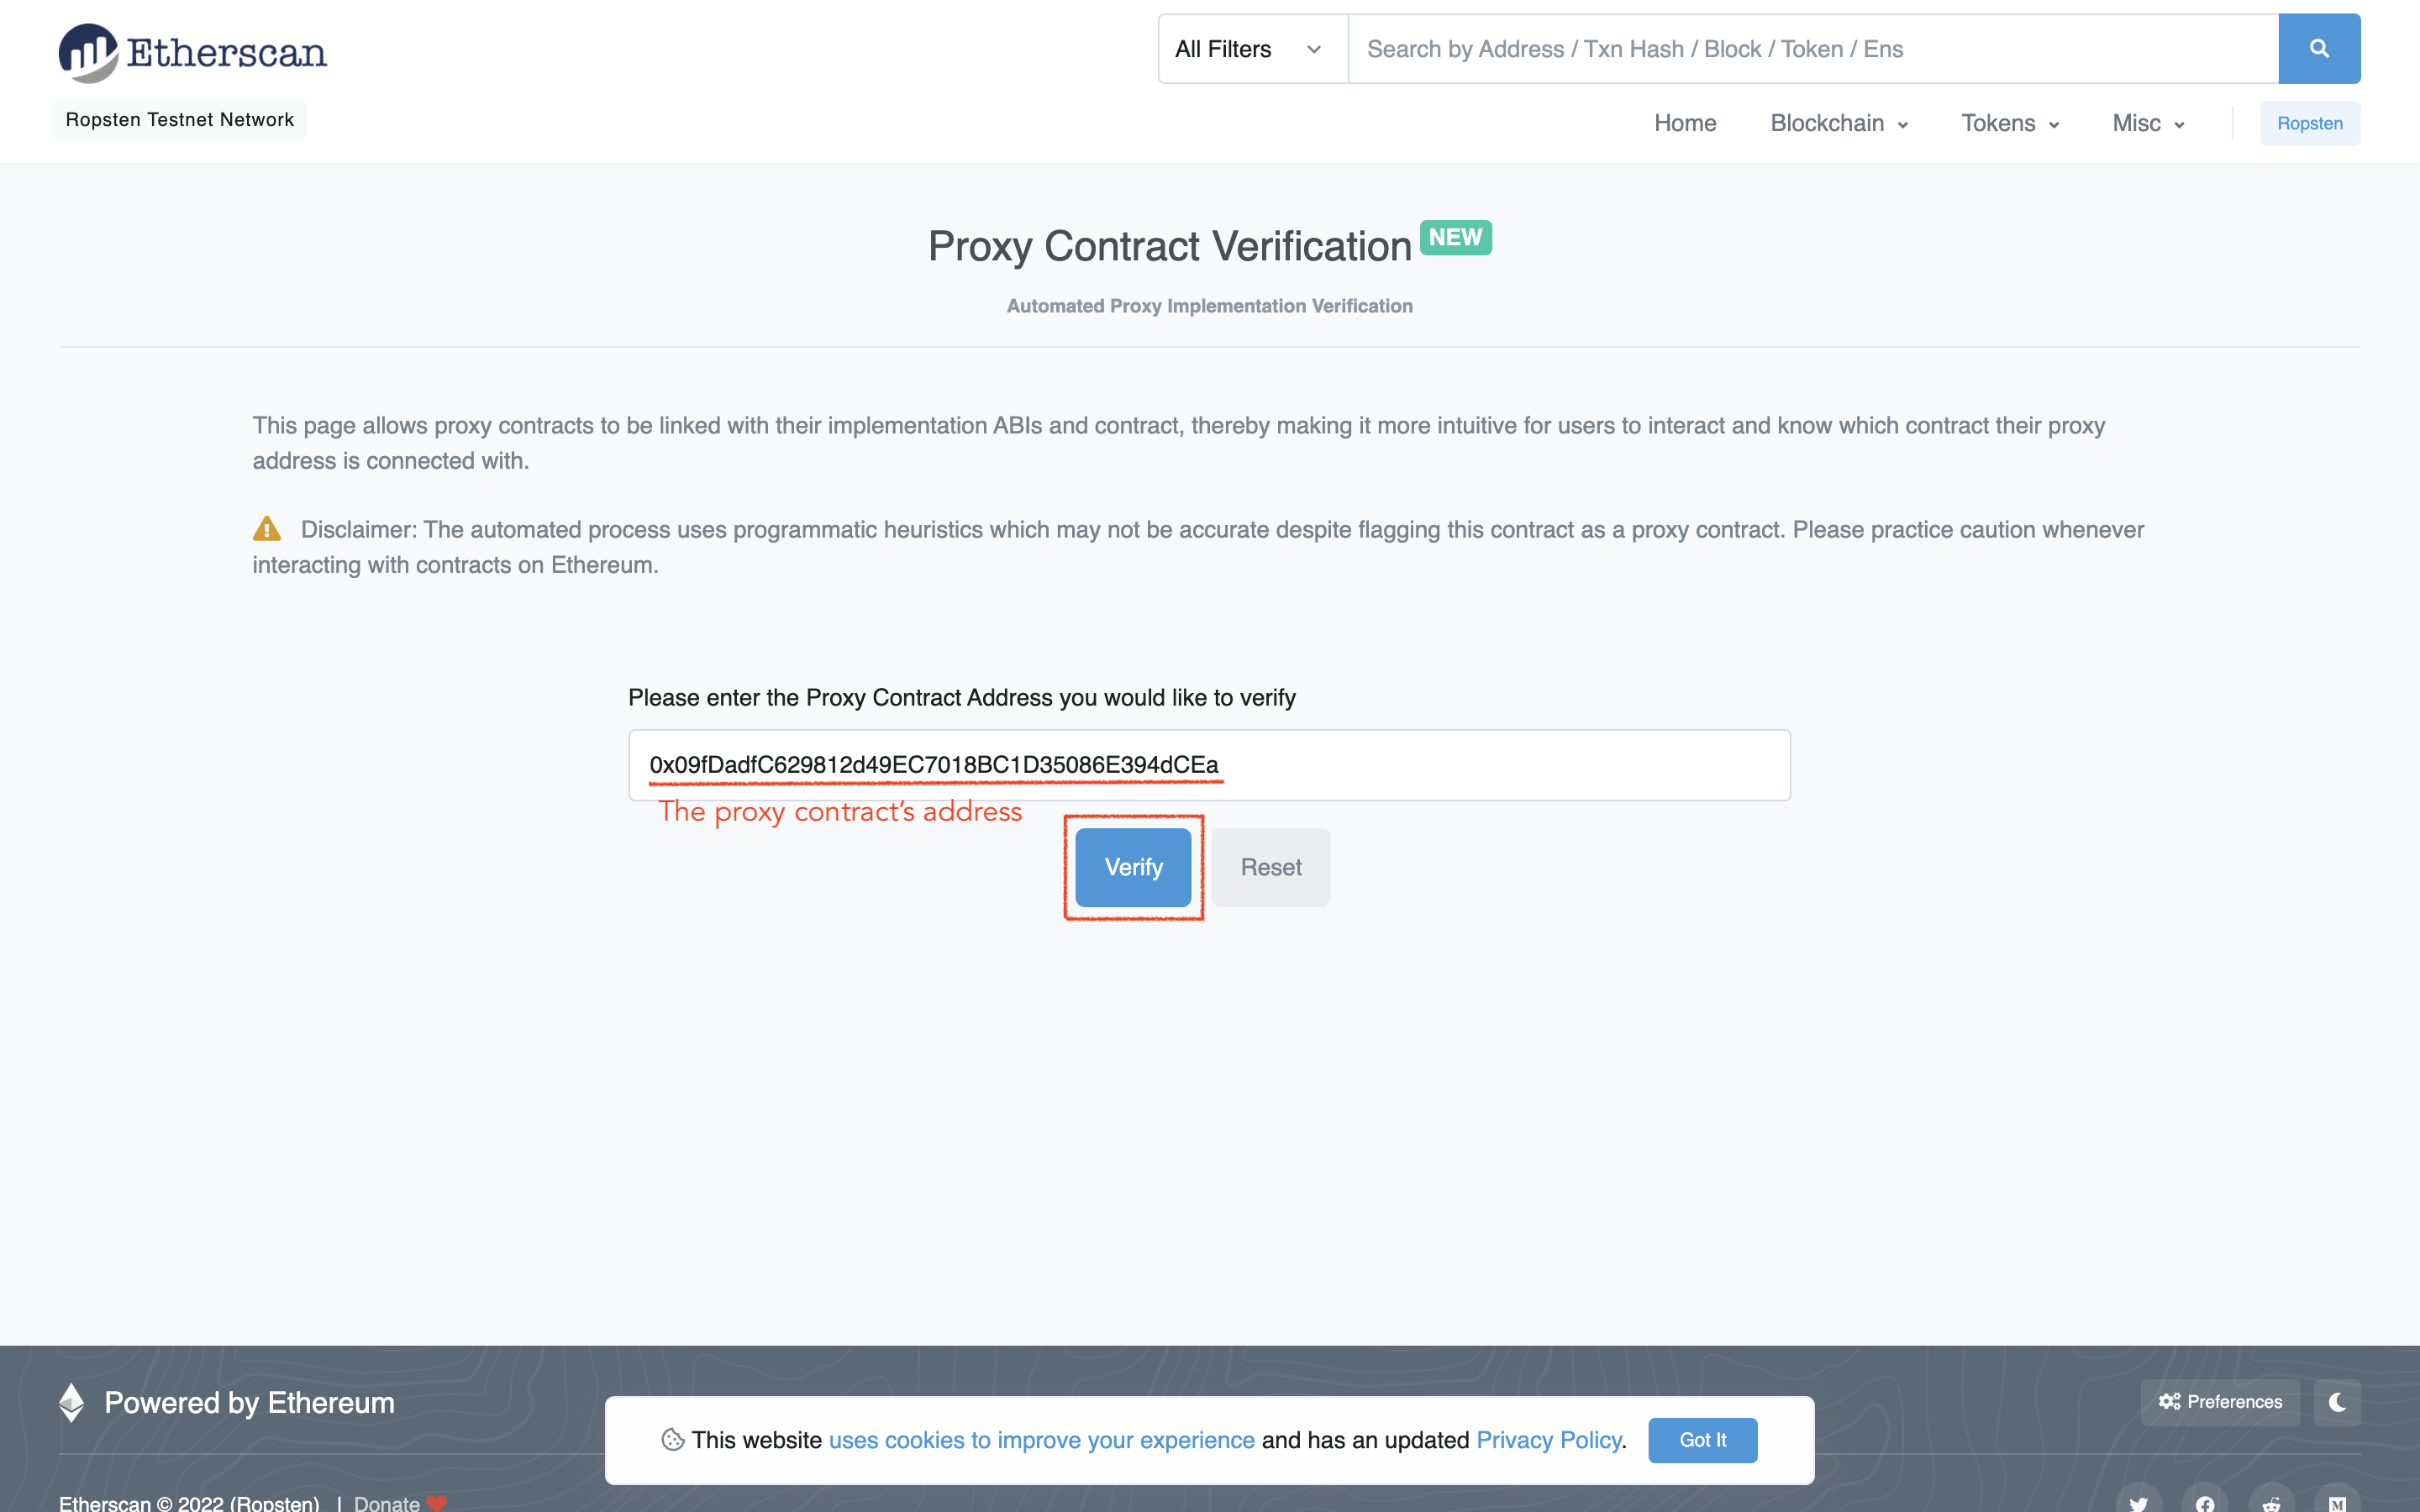 Etherscan
All Filters
Search by Address / Txn Hash / Block / Token / Ens
Ropsten Testnet Network
Home
Blockchain
Tokens
Misc
Ropsten
Proxy Contract Verification NEW
Automated Proxy Implementation Verification
This page allows proxy contracts to be linked with their implementation ABIs and contract, thereby making it more intuitive for users to interact and know which contract their proxy
address is connected with.
Disclaimer: The automated process uses programmatic heuristics which may not be accurate despite flagging this contract as a proxy contract. Please practice caution whenever
interacting with contracts on Ethereum.
Please enter the Proxy Contract Address you would like to verify
0x09fDadfC629812d49EC7018BC1D35086E394dCEa
The proxy contract’s address
Verify
Reset
Powered by Ethereum
Preferences
This website uses cookies to improve your experience and has an updated Privacy Policy.
Got It
Etherscan © 2022 (Ropsten) | Donate